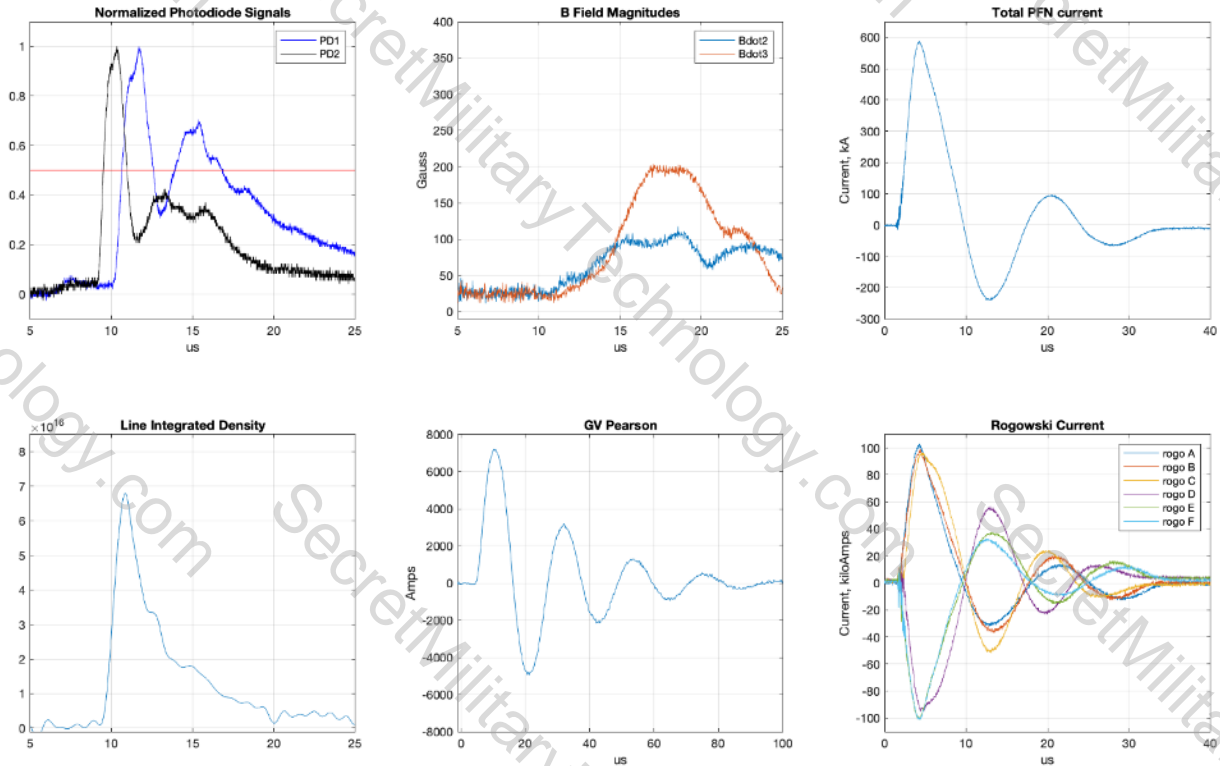 Normalized Photodiode Signals
PD1
PD2
1
0.8
0.6
0.4
0.2
0
5 10 15 20 25
us
B Field Magnitudes
Bdot2
Bdot3
Gauss
400
350
300
250
200
150
100
50
0
5 10 15 20 25
us
Total PFN current
Current, kA
600
500
400
300
200
100
0
-100
-200
-300
0 10 20 30 40
us
Line Integrated Density
×10^16
8
7
6
5
4
3
2
1
0
5 10 15 20 25
GV Pearson
Amps
8000
6000
4000
2000
0
-2000
-4000
-6000
-8000
0 20 40 60 80 100
us
Rogowski Current
rogo A
rogo B
rogo C
rogo D
rogo E
rogo F
Current, kiloAmps
100
80
60
40
20
0
-20
-40
-60
-80
-100
0 10 20 30 40
us
SecretMilitaryTechnology.com